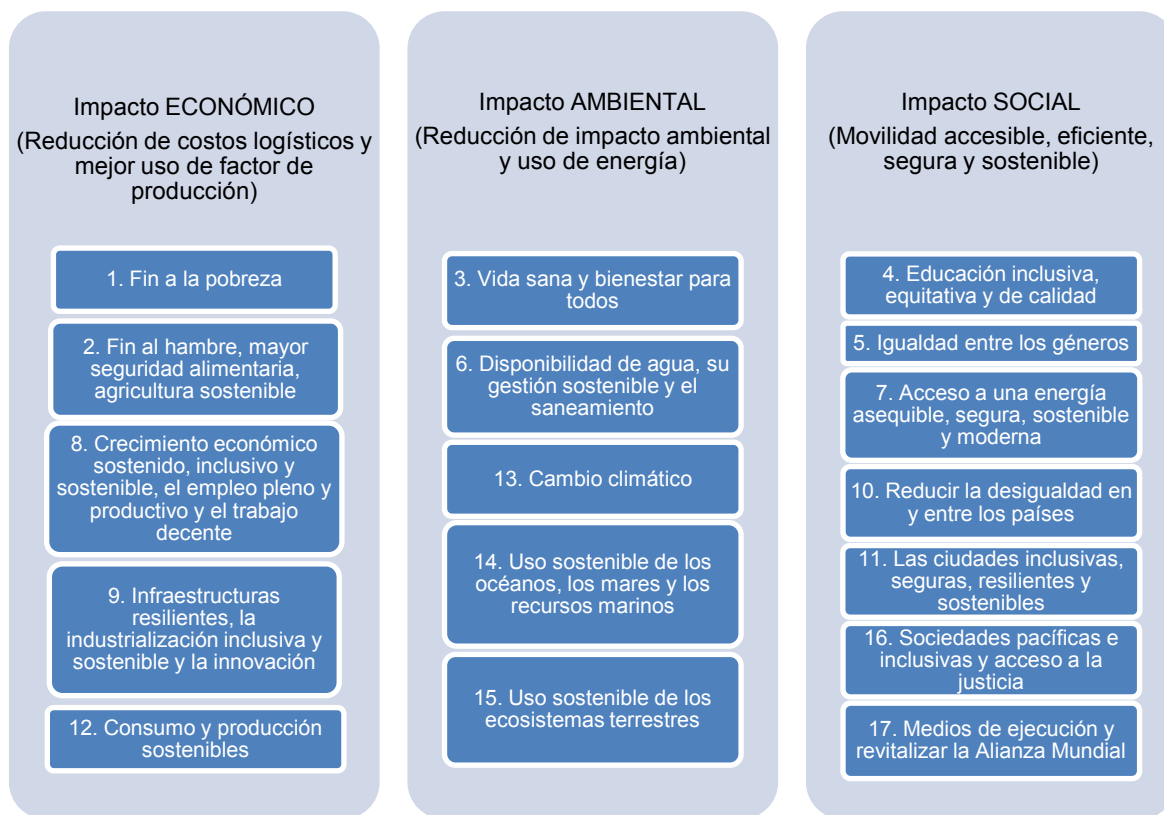 Impacto ECONÓMICO
(Reducción de costos logísticos y
mejor uso de factor de
producción)
1. Fin a la pobreza
2. Fin al hambre, mayor
seguridad alimentaria,
agricultura sostenible
8. Crecimiento económico
sostenido, inclusivo y
sostenible, el empleo pleno y
productivo y el trabajo
decente
9. Infraestructuras
resilientes, la
industrialización inclusiva y
sostenible y la innovación
12. Consumo y producción
sostenibles
Impacto AMBIENTAL
(Reducción de impacto ambiental
y uso de energía)
3. Vida sana y bienestar para
todos
6. Disponibilidad de agua, su
gestión sostenible y el
saneamiento
13. Cambio climático
14. Uso sostenible de los
océanos, los mares y los
recursos marinos
15. Uso sostenible de los
ecosistemas terrestres
Impacto SOCIAL
(Movilidad accesible, eficiente,
segura y sostenible)
4. Educación inclusiva,
equitativa y de calidad
5. Igualdad entre los géneros
7. Acceso a una energía
asequible, segura, sostenible
y moderna
10. Reducir la desigualdad en
y entre los países
11. Las ciudades inclusivas,
seguras, resilientes y
sostenibles
16. Sociedades pacíficas e
inclusivas y acceso a la
justicia
17. Medios de ejecución y
revitalizar la Alianza Mundial